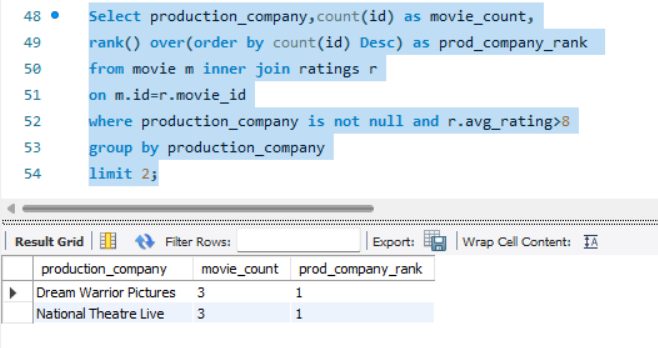 48 Select production_company,count(id) as movie_count,
49 rank() over(order by count(id) Desc) as prod_company_rank
50 from movie m inner join ratings r
51 on m.id=r.movie_id
52 where production_company is not null and r.avg_rating>8
53 group by production_company
54 limit 2;
Result Grid Filter Rows: Export: Wrap Cell Content: IA
production_company movie_count prod_company_rank
Dream Warrior Pictures 3 1
National Theatre Live 3 1